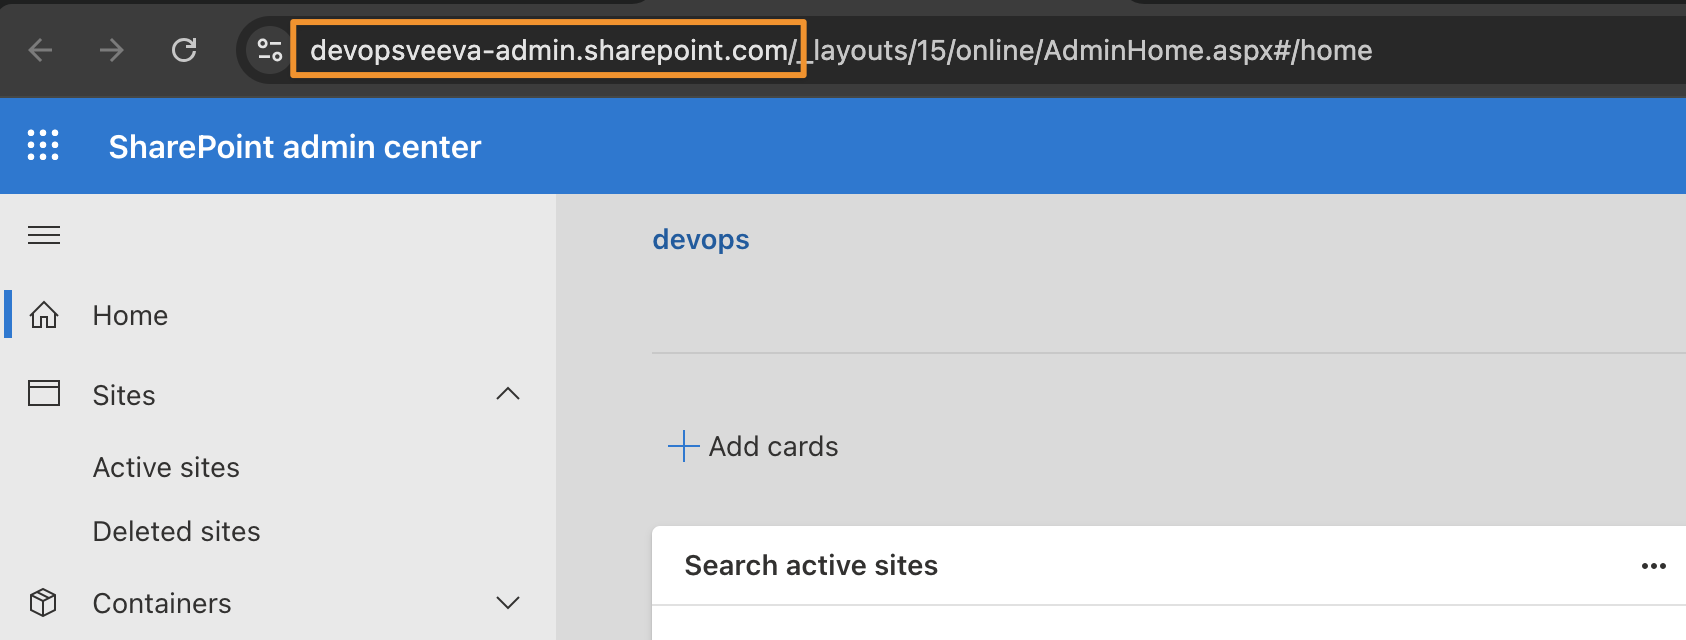 devopsveeva-admin.sharepoint.com/_layouts/15/online/AdminHome.aspx#/home
SharePoint admin center
devops
Home
Sites
Add cards
Active sites
Deleted sites
Search active sites
Containers